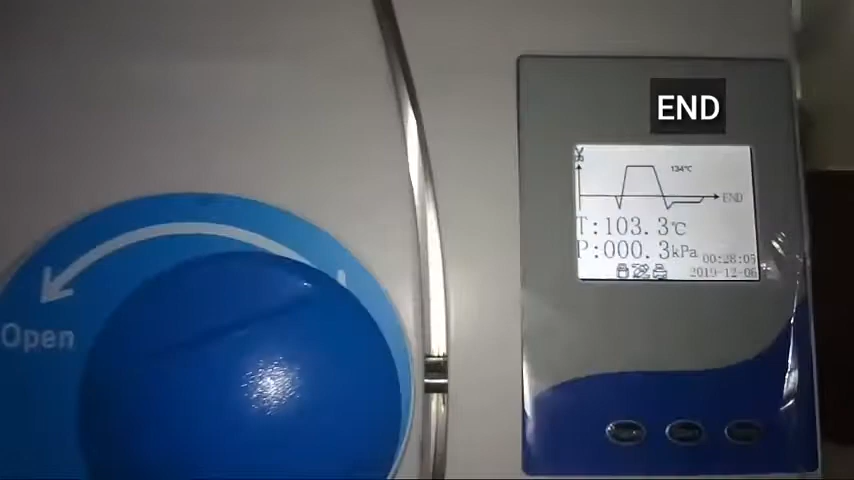 END
134℃
END
T:103.3℃
P:000.3kPa
00:28:05
2019-12-06
Open